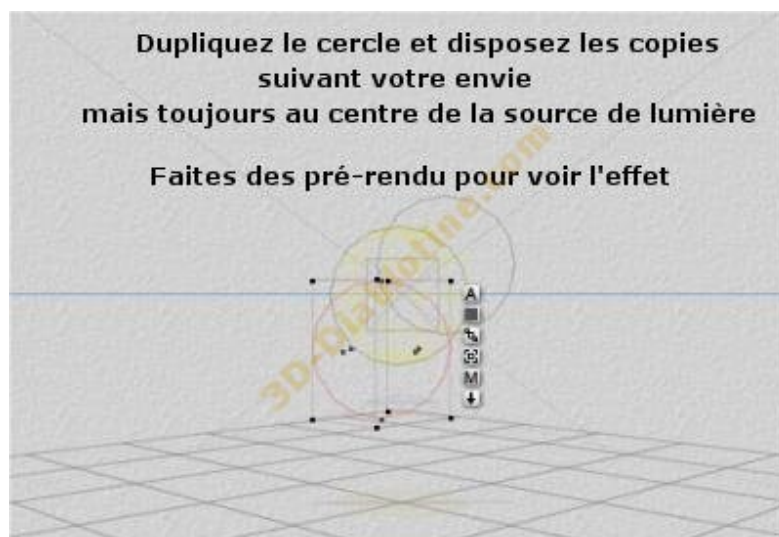 Dupliquez le cercle et disposez les copies
suivant votre envie
mais toujours au centre de la source de lumière
Faites des pré-rendu pour voir l'effet
3D-Diablotine.com
A
M